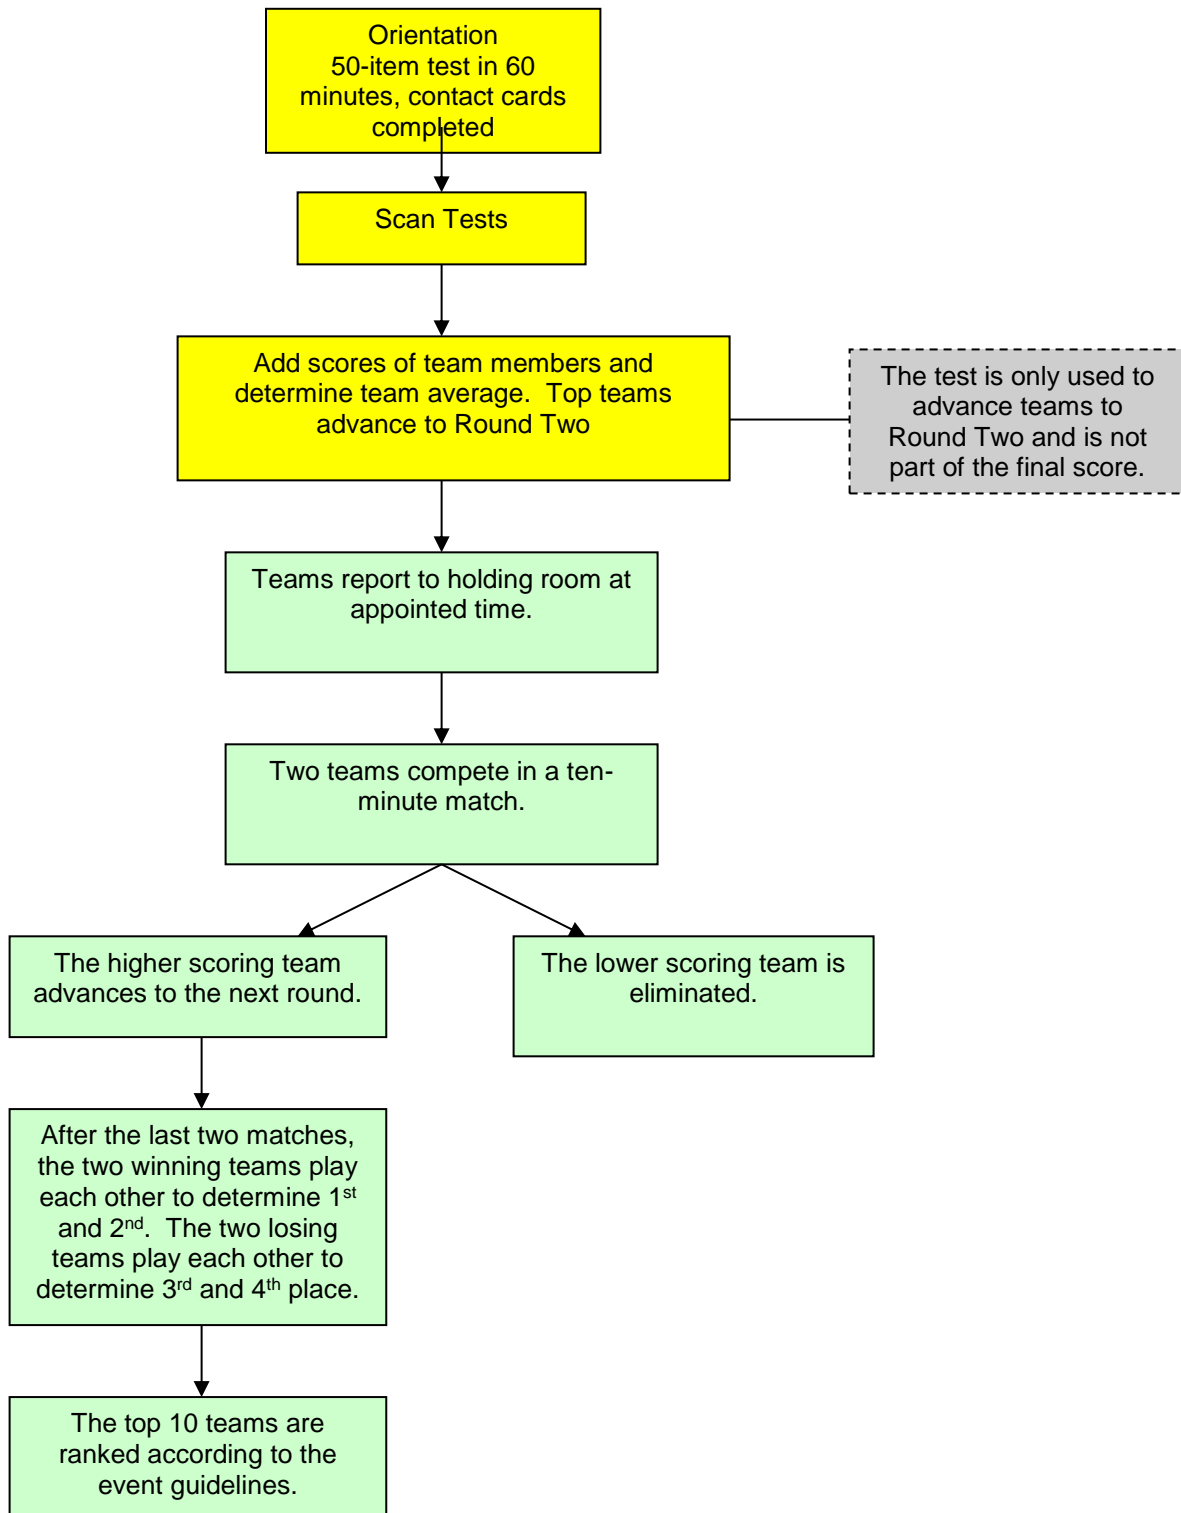 Orientation
50-item test in 60
minutes, contact cards
completed
Scan Tests
Add scores of team members and
determine team average.  Top teams
advance to Round Two
The test is only used to
advance teams to
Round Two and is not
part of the final score.
Teams report to holding room at
appointed time.
Two teams compete in a ten-
minute match.
The higher scoring team
advances to the next round.
The lower scoring team is
eliminated.
After the last two matches,
the two winning teams play
each other to determine 1st
and 2nd.  The two losing
teams play each other to
determine 3rd and 4th place.
The top 10 teams are
ranked according to the
event guidelines.